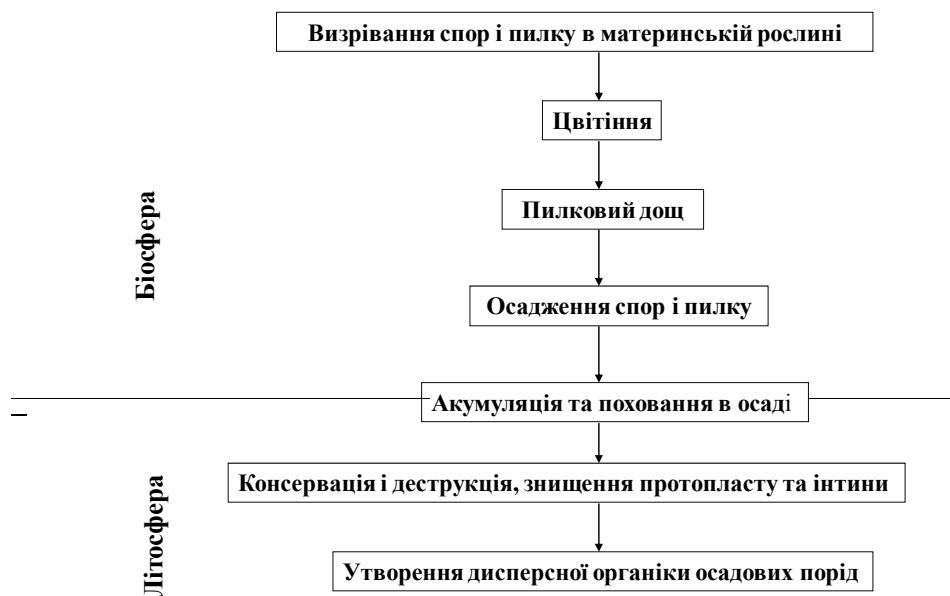 Визрівання спор і пилку в материнській рослині
Цвітіння
Пилковий дощ
Біосфера
Осадження спор і пилку
Акумуляція та поховання в осаді
Консервація і деструкція, знищення протопласту та інтини
Літосфера
Утворення дисперсної органіки осадових порід